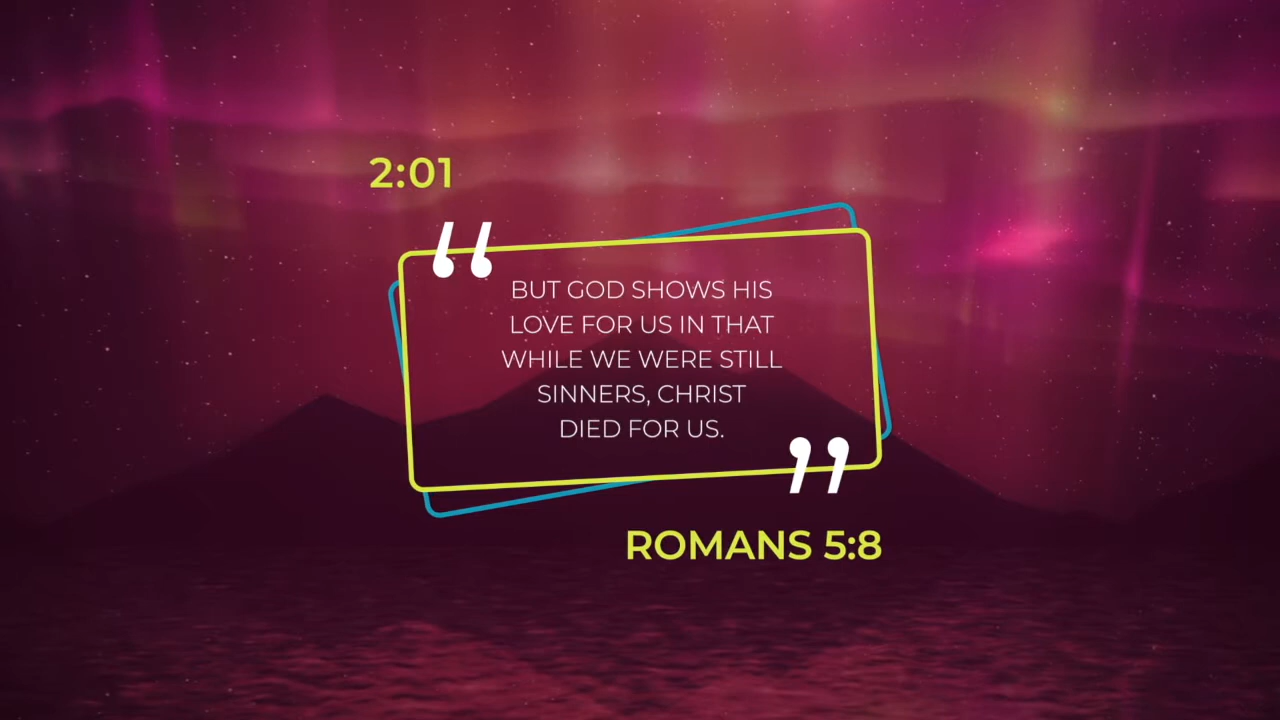 2:01
“
BUT GOD SHOWS HIS
LOVE FOR US IN THAT
WHILE WE WERE STILL
SINNERS, CHRIST
DIED FOR US.
”
ROMANS 5:8